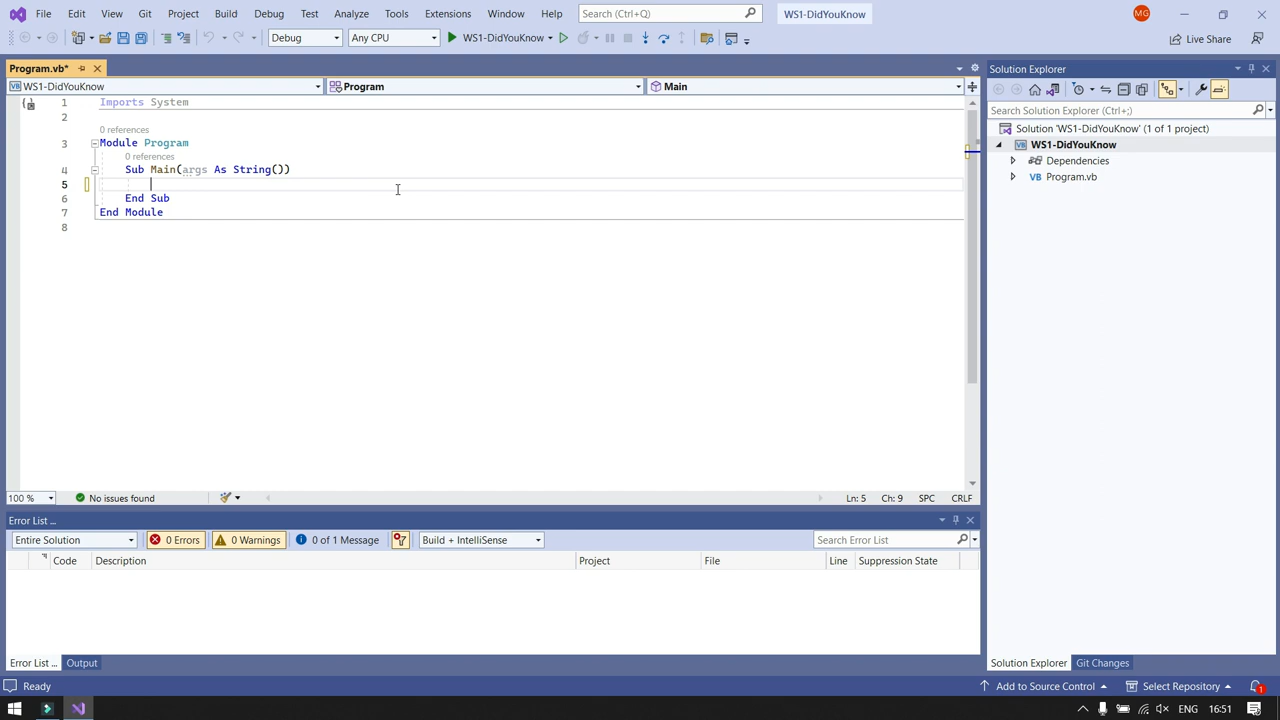 File Edit View Git Project Build Debug Test Analyze Tools Extensions Window Help Search (Ctrl+Q) WS1-DidYouKnow MG
Debug Any CPU WS1-DidYouKnow Live Share
Program.vb*
WS1-DidYouKnow Program Main
1 Imports System
2
0 references
3 Module Program
0 references
4 Sub Main(args As String())
5
6 End Sub
7 End Module
8
100 % No issues found Ln: 5 Ch: 9 SPC CRLF
Error List ...
Entire Solution 0 Errors 0 Warnings 0 of 1 Message Build + IntelliSense Search Error List
Code Description Project File Line Suppression State
Error List ... Output
Solution Explorer
Search Solution Explorer (Ctrl+;)
Solution 'WS1-DidYouKnow' (1 of 1 project)
WS1-DidYouKnow
Dependencies
Program.vb
Solution Explorer Git Changes
Ready Add to Source Control Select Repository 1
ENG 16:51